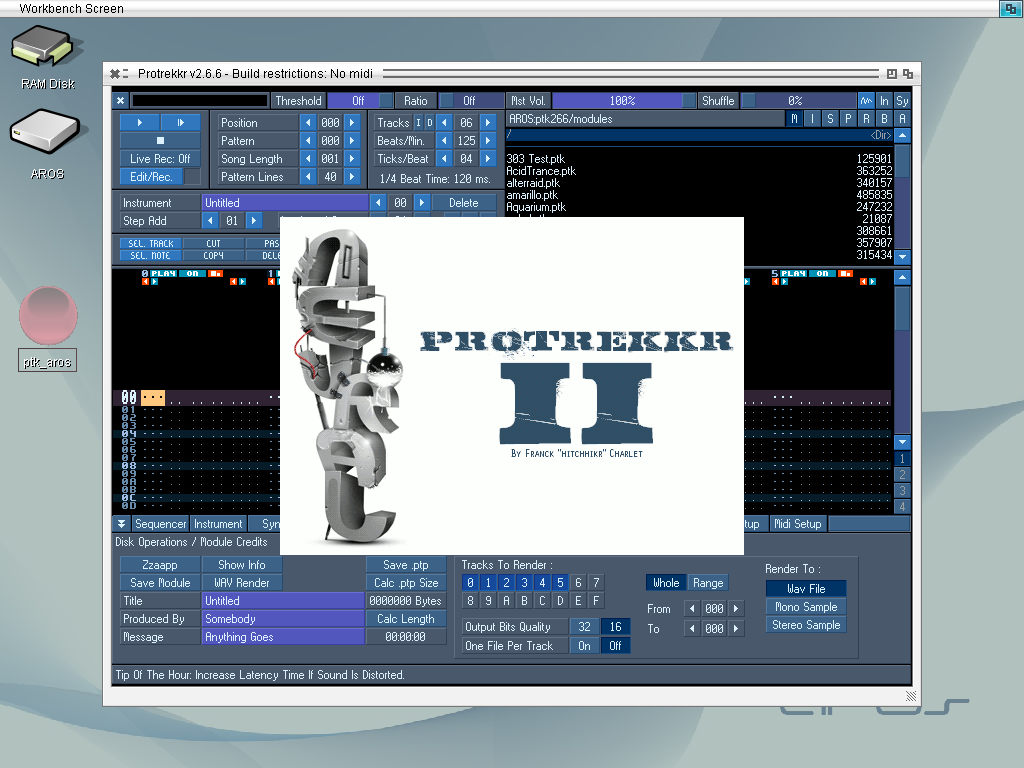 Workbench Screen
RAM Disk
AROS
ptk_aros
Protrekkr v2.6.6 - Build restrictions: No midi
Threshold Off Ratio Off Mst Vol. 100% Shuffle 0% In Sy
Position 000 Tracks I D 06 AROS:ptk266/modules M I S P R B A
Pattern 000 Beats/Min. 125 / <Dir>
Live Rec: Off Song Length 001 Ticks/Beat 04
Edit/Rec. Pattern Lines 40 1/4 Beat Time: 120 ms.
303 Test.ptk 125901
AcidTrance.ptk 363252
alterraid.ptk 340157
amarillo.ptk 485835
Aquarium.ptk 247232
21087
308661
357907
315434
Instrument Untitled 00 Delete
Step Add 01
SEL. TRACK CUT PAS
SEL. NOTE COPY DELE
0 PLAY ON 1 5 PLAY ON
00
01
02
03
04
05
06
07
08
09
0A
0B
0C
0D
1
2
3
4
PROTREKKR
II
By Franck "hitchhikr" Charlet
Sequencer Instrument Syn tup Midi Setup
Disk Operations / Module Credits
Zzaapp Show Info Save .ptp
Save Module WAV Render Calc .ptp Size
Title Untitled 0000000 Bytes
Produced By Somebody Calc Length
Message Anything Goes 00:00:00
Tracks To Render :
0 1 2 3 4 5 6 7
8 9 A B C D E F
Output Bits Quality 32 16
One File Per Track On Off
Whole Range
From 000
To 000
Render To :
Wav File
Mono Sample
Stereo Sample
Tip Of The Hour: Increase Latency Time If Sound Is Distorted.